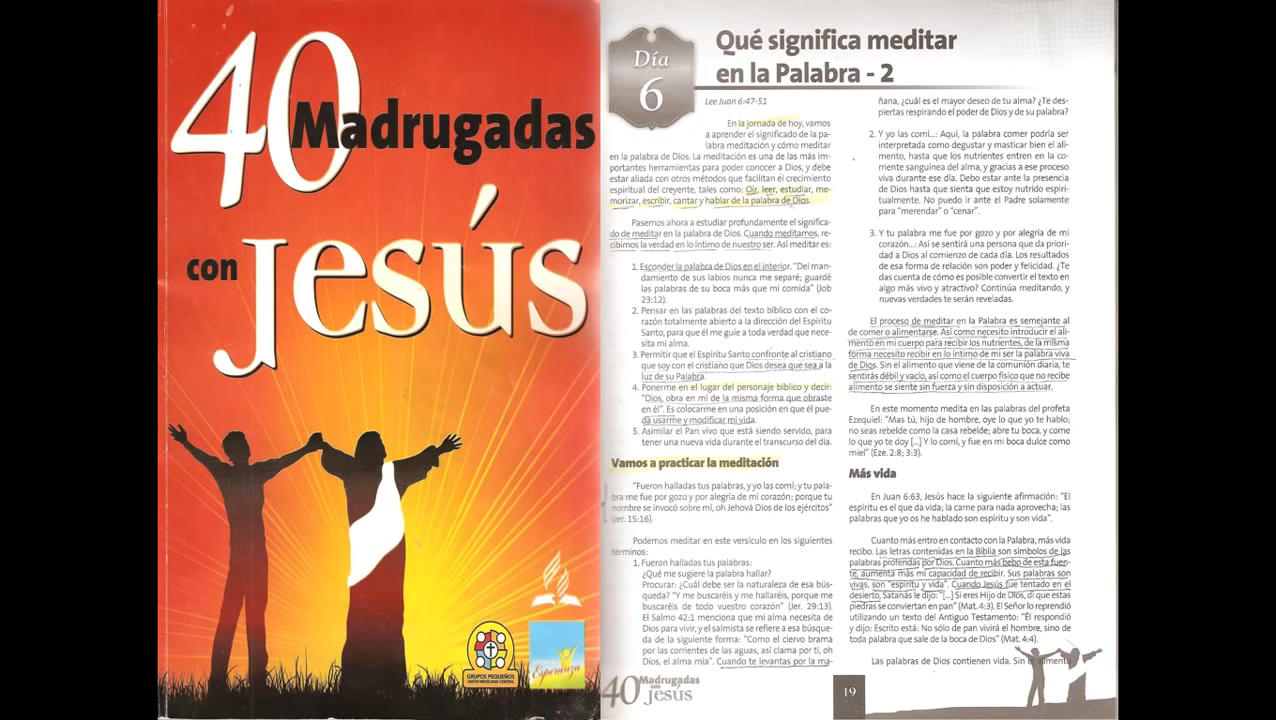 40
Madrugadas
con
Jesús
GRUPOS PEQUEÑOS
UNIÓN MEXICANA CENTRAL
Esperanza
Día
6
Qué significa meditar
en la Palabra - 2
Lee Juan 6:47-51
En la jornada de hoy, vamos
a aprender el significado de la pa-
labra meditación y cómo meditar
en la palabra de Dios. La meditación es una de las más im-
portantes herramientas para poder conocer a Dios, y debe
estar aliada con otros métodos que facilitan el crecimiento
espiritual del creyente, tales como: Oír, leer, estudiar, me-
morizar, escribir, cantar y hablar de la palabra de Dios.
Pasemos ahora a estudiar profundamente el significa-
do de meditar en la palabra de Dios. Cuando meditamos, re-
cibimos la verdad en lo íntimo de nuestro ser. Así meditar es:
1. Esconder la palabra de Dios en el interior. "Del man-
damiento de sus labios nunca me separé; guardé
las palabras de su boca más que mi comida" (Job
23:12).
2. Pensar en las palabras del texto bíblico con el co-
razón totalmente abierto a la dirección del Espíritu
Santo, para que él me guíe a toda verdad que nece-
sita mi alma.
3. Permitir que el Espíritu Santo confronte al cristiano
que soy con el cristiano que Dios desea que sea a la
luz de su Palabra.
4. Ponerme en el lugar del personaje bíblico y decir:
"Dios, obra en mí de la misma forma que obraste
en él". Es colocarme en una posición en que él pue-
da usarme y modificar mi vida.
5. Asimilar el Pan vivo que está siendo servido, para
tener una nueva vida durante el transcurso del día.
Vamos a practicar la meditación
"Fueron halladas tus palabras, y yo las comí; y tu pala-
bra me fue por gozo y por alegría de mi corazón; porque tu
nombre se invocó sobre mí, oh Jehová Dios de los ejércitos"
(Jer. 15:16).
Podemos meditar en este versículo en los siguientes
términos:
1. Fueron halladas tus palabras:
¿Qué me sugiere la palabra hallar?
Procurar: ¿Cuál debe ser la naturaleza de esa bús-
queda? "Y me buscaréis y me hallaréis, porque me
buscaréis de todo vuestro corazón" (Jer. 29:13).
El Salmo 42:1 menciona que mi alma necesita de
Dios para vivir, y el salmista se refiere a esa búsque-
da de la siguiente forma: "Como el ciervo brama
por las corrientes de las aguas, así clama por ti, oh
Dios, el alma mía". Cuando te levantas por la ma-
ñana, ¿cuál es el mayor deseo de tu alma? ¿Te des-
piertas respirando el poder de Dios y de su palabra?
2. Y yo las comí...: Aquí, la palabra comer podría ser
interpretada como degustar y masticar bien el ali-
mento, hasta que los nutrientes entren en la co-
rriente sanguínea del alma, y gracias a ese proceso
viva durante ese día. Debo estar ante la presencia
de Dios hasta que sienta que estoy nutrido espiri-
tualmente. No puedo ir ante el Padre solamente
para "merendar" o "cenar".
3. Y tu palabra me fue por gozo y por alegría de mi
corazón...: Así se sentirá una persona que da priori-
dad a Dios al comienzo de cada día. Los resultados
de esa forma de relación son poder y felicidad. ¿Te
das cuenta de cómo es posible convertir el texto en
algo más vivo y atractivo? Continúa meditando, y
nuevas verdades te serán reveladas.
El proceso de meditar en la Palabra es semejante al
de comer o alimentarse. Así como necesito introducir el ali-
mento en mi cuerpo para recibir los nutrientes, de la misma
forma necesito recibir en lo íntimo de mi ser la palabra viva
de Dios. Sin el alimento que viene de la comunión diaria, te
sentirás débil y vacío, así como el cuerpo físico que no recibe
alimento se siente sin fuerza y sin disposición a actuar.
En este momento medita en las palabras del profeta
Ezequiel: "Mas tú, hijo de hombre, oye lo que yo te hablo;
no seas rebelde como la casa rebelde; abre tu boca, y come
lo que yo te doy [...] Y lo comí, y fue en mi boca dulce como
miel" (Eze. 2:8; 3:3).
Más vida
En Juan 6:63, Jesús hace la siguiente afirmación: "El
espíritu es el que da vida; la carne para nada aprovecha; las
palabras que yo os he hablado son espíritu y son vida".
Cuanto más entro en contacto con la Palabra, más vida
recibo. Las letras contenidas en la Biblia son símbolos de las
palabras proferidas por Dios. Cuanto más bebo de esta fuen-
te, aumenta más mi capacidad de recibir. Sus palabras son
vivas, son "espíritu y vida". Cuando Jesús fue tentado en el
desierto, Satanás le dijo: "[...] Si eres Hijo de Dios, di que estas
piedras se conviertan en pan" (Mat. 4:3). El Señor lo reprendió
utilizando un texto del Antiguo Testamento: "Él respondió
y dijo: Escrito está: No sólo de pan vivirá el hombre, sino de
toda palabra que sale de la boca de Dios" (Mat. 4:4).
Las palabras de Dios contienen vida. Sin el alimento
40 Madrugadas
con
Jesús
19